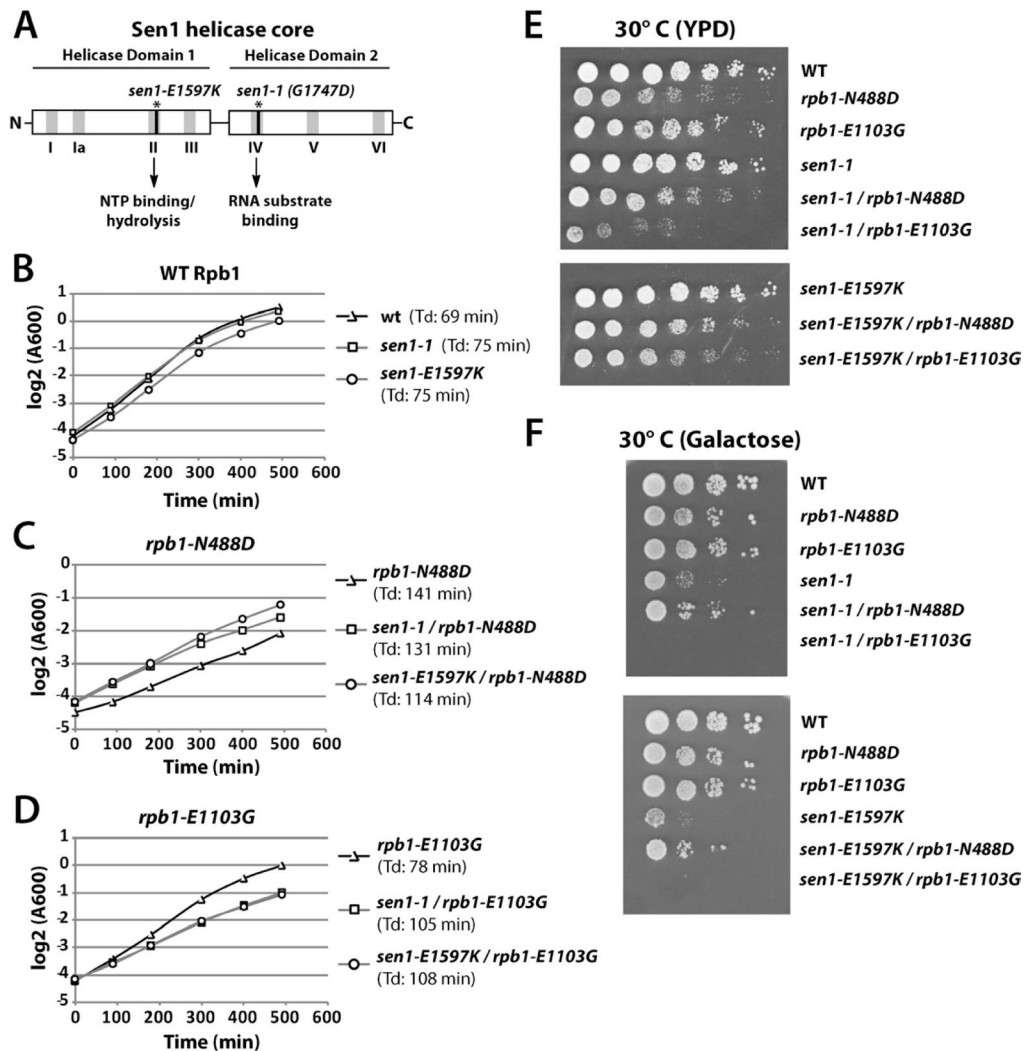 A
Sen1 helicase core
Helicase Domain 1
Helicase Domain 2
sen1-E1597K
sen1-1 (G1747D)
*
*
N
C
I
Ia
II
III
IV
V
VI
NTP binding/
hydrolysis
RNA substrate
binding
B
WT Rpb1
log2 (A600)
1
0
-1
-2
-3
-4
-5
0
100
200
300
400
500
600
Time (min)
wt (Td: 69 min)
sen1-1 (Td: 75 min)
sen1-E1597K
(Td: 75 min)
C
rpb1-N488D
log2 (A600)
0
-1
-2
-3
-4
-5
0
100
200
300
400
500
600
Time (min)
rpb1-N488D
(Td: 141 min)
sen1-1 / rpb1-N488D
(Td: 131 min)
sen1-E1597K / rpb1-N488D
(Td: 114 min)
D
rpb1-E1103G
log2 (A600)
1
0
-1
-2
-3
-4
-5
0
100
200
300
400
500
600
Time (min)
rpb1-E1103G
(Td: 78 min)
sen1-1 / rpb1-E1103G
(Td: 105 min)
sen1-E1597K / rpb1-E1103G
(Td: 108 min)
E
30° C (YPD)
WT
rpb1-N488D
rpb1-E1103G
sen1-1
sen1-1 / rpb1-N488D
sen1-1 / rpb1-E1103G
sen1-E1597K
sen1-E1597K / rpb1-N488D
sen1-E1597K / rpb1-E1103G
F
30° C (Galactose)
WT
rpb1-N488D
rpb1-E1103G
sen1-1
sen1-1 / rpb1-N488D
sen1-1 / rpb1-E1103G
WT
rpb1-N488D
rpb1-E1103G
sen1-E1597K
sen1-E1597K / rpb1-N488D
sen1-E1597K / rpb1-E1103G